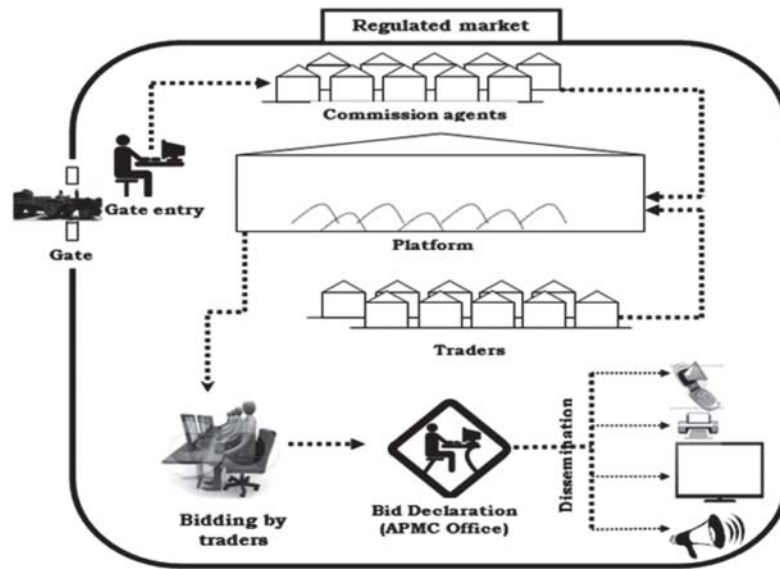 Regulated market
Commission agents
Gate entry
Gate
Platform
Traders
Bidding by
traders
Bid Declaration
(APMC Office)
Dissemination